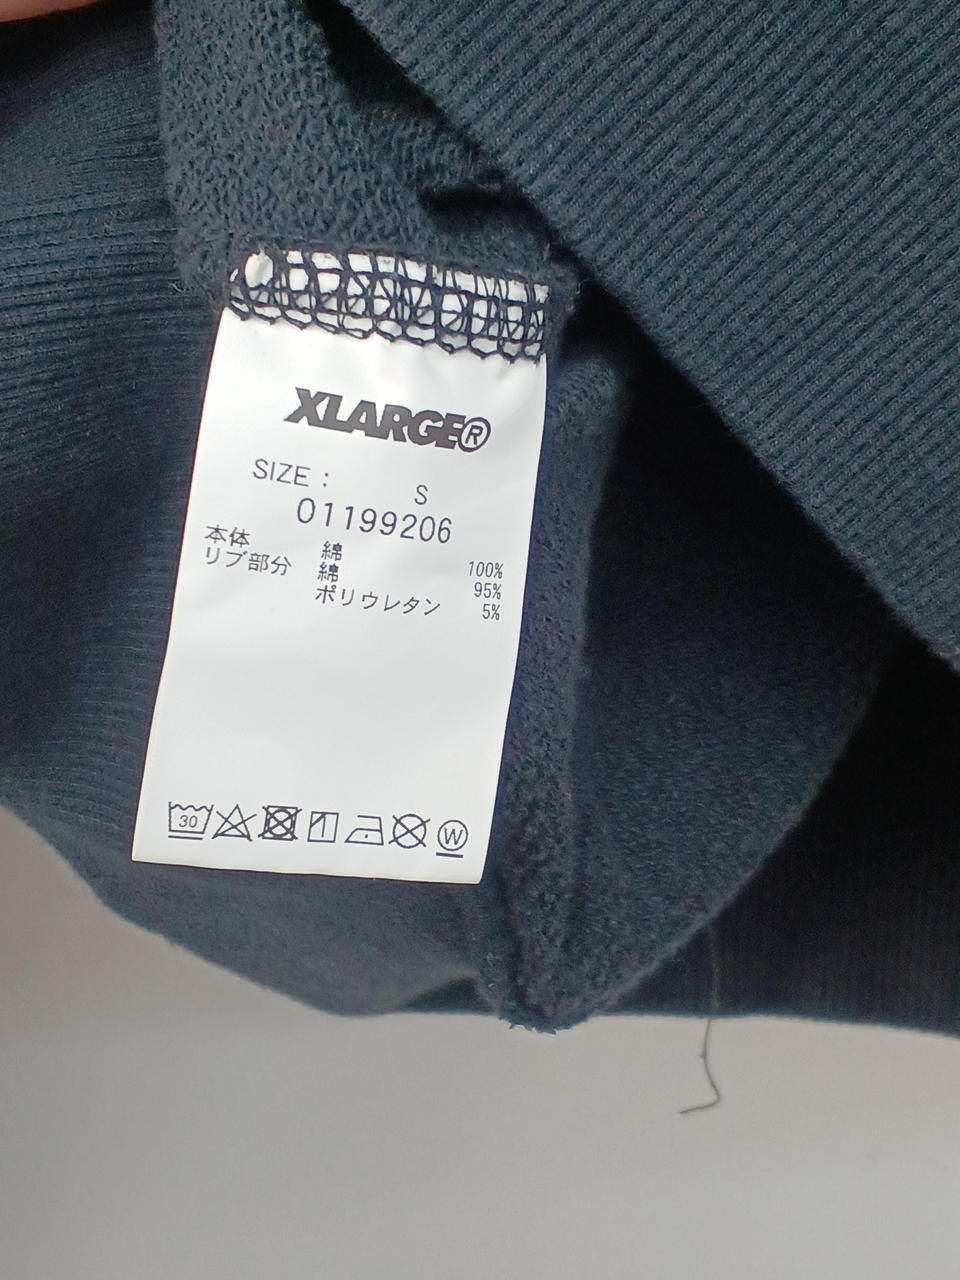 XLARGE®
SIZE : S
01199206
本体 綿 100%
リブ部分 綿 95%
ポリウレタン 5%
30
W